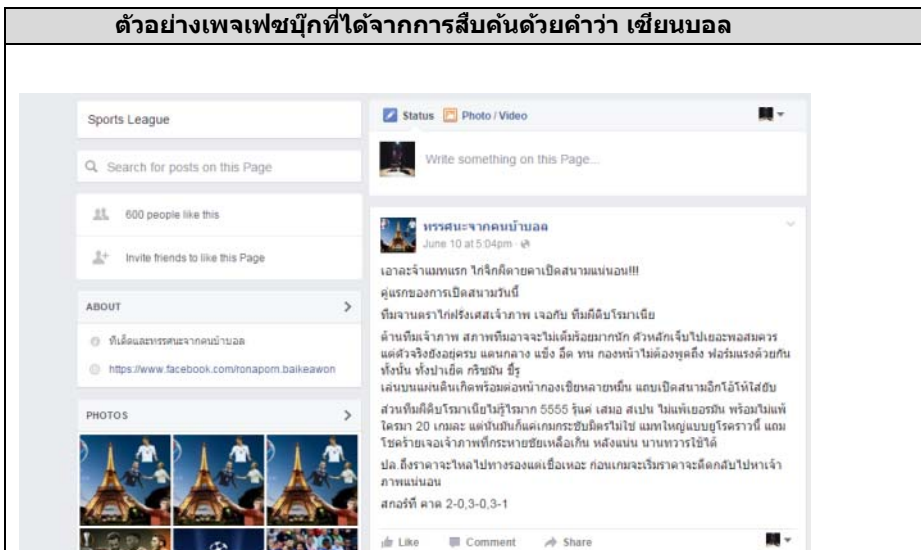 ตัวอย่างเพจเฟซบุ๊กที่ได้จากการสืบค้นด้วยคำว่า เซียนบอล
Sports League
Search for posts on this Page
600 people like this
Invite friends to like this Page
ABOUT
ทีเด็ดและทรรศนะจากคนบ้าบอล
https://www.facebook.com/ronaporn.baikeawon
PHOTOS
Status Photo / Video
Write something on this Page...
ทรรศนะจากคนบ้าบอล
June 10 at 5:04pm
เอาละจ้าแมทแรก ไก่จิกผีดายคาเปิดสนามแน่นอน!!!
คู่แรกของการเปิดสนามวันนี้
ทีมจานตราไก่ฝรั่งเศสเจ้าภาพ เจอกับ ทีมผีดิบโรมาเนีย
ด้านทีมเจ้าภาพ สภาพทีมอาจจะไม่เต็มร้อยมากนัก ตัวหลักเจ็บไปเยอะพอสมควร
แต่ตัวจริงยังอยู่ครบ แดนกลาง แข็ง อึด ทน กองหน้าไม่ต้องพูดถึง ฟอร์มแรงด้วยกัน
ทั้งนั้น ทั้งปาเย็ต กรีซมัน ชีรู
เล่นบนแผ่นดินเกิดพร้อมต่อหน้ากองเชียหลายหมื่น แถบเปิดสนามอีกโอ้โห้ใส่ยับ
ส่วนทีมผีดิบโรมาเนียไม่รู้ไรมาก 5555 รู้แค่ เสมอ สเปน ไม่แพ้เยอรมัน พร้อมไม่แพ้
ใครมา 20 เกมละ แต่นั่นมันก็แค่เกมกระชับมิตรไม่ใช่ แมทใหญ่แบบยูโรคราวนี้ แถม
โชคร้ายเจอเจ้าภาพที่กระหายชัยเหลือเกิน หลังแน่น นานทวารใช้ได้
ปล ถึงราคาจะไหลไปทางรองแต่เชื่อเหอะ ก่อนเกมจะเริ่มราคาจะดีดกลับไปหาเจ้า
ภาพแน่นอน
สกอร์ที่ คาด 2-0,3-0,3-1
Like Comment Share